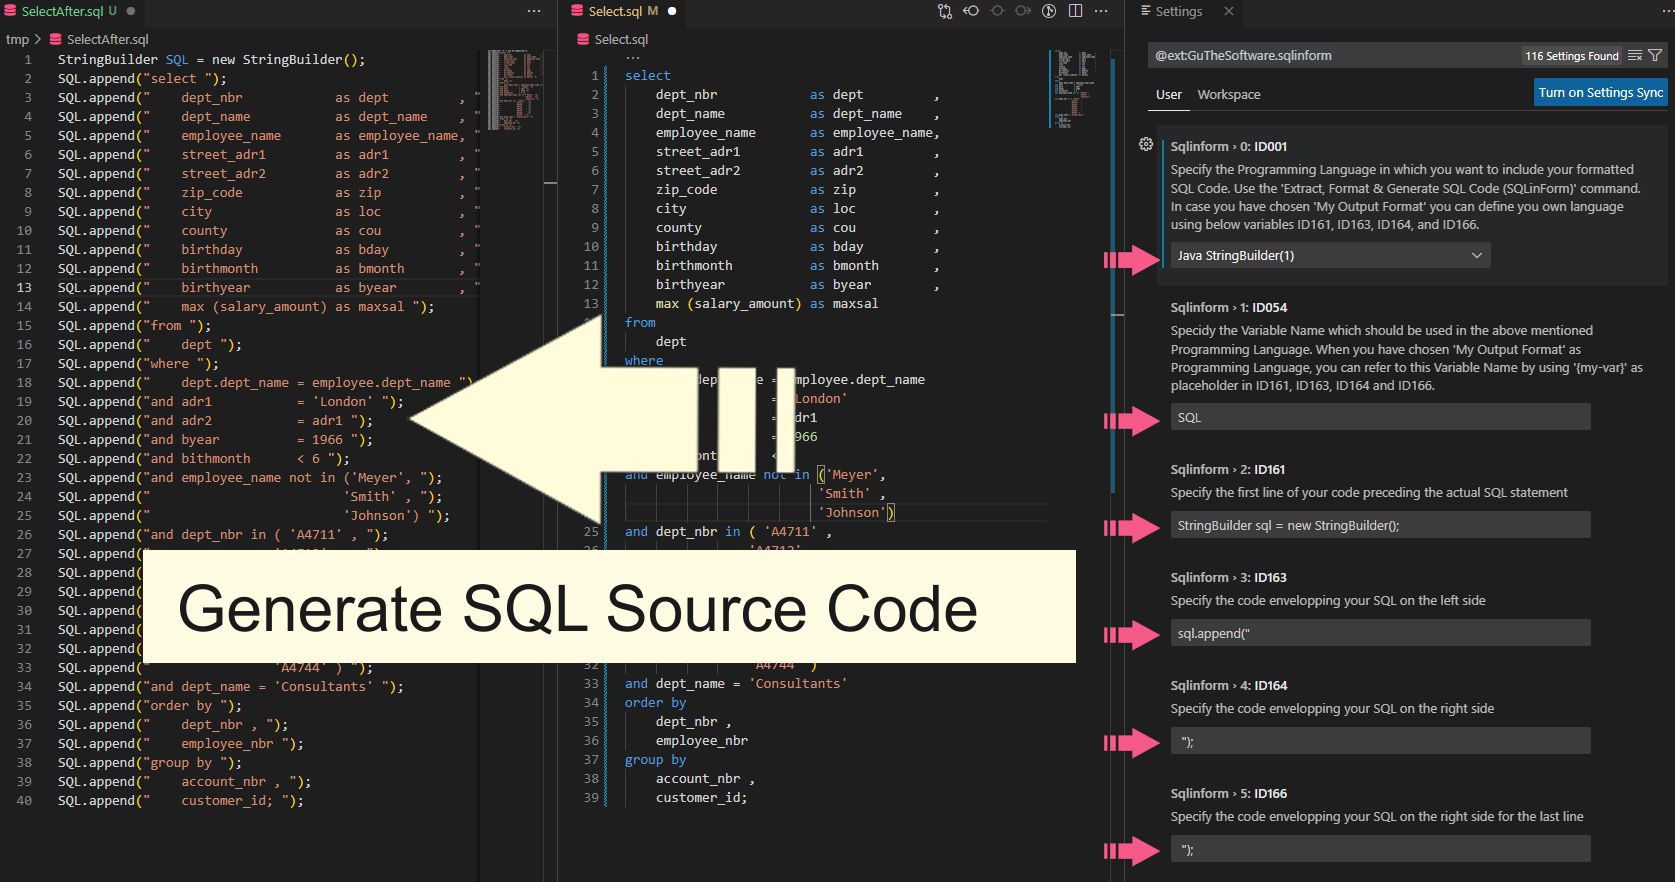 SelectAfter.sql U
tmp > SelectAfter.sql
1 StringBuilder SQL = new StringBuilder();
2 SQL.append("select ");
3 SQL.append("    dept_nbr            as dept         , "
4 SQL.append("    dept_name           as dept_name    , "
5 SQL.append("    employee_name       as employee_name, "
6 SQL.append("    street_adr1         as adr1         , "
7 SQL.append("    street_adr2         as adr2         , "
8 SQL.append("    zip_code            as zip          , "
9 SQL.append("    city                as loc          , "
10 SQL.append("    county              as cou          , "
11 SQL.append("    birthday            as bday         , "
12 SQL.append("    birthmonth          as bmonth       , "
13 SQL.append("    birthyear           as byear        , "
14 SQL.append("    max (salary_amount) as maxsal ");
15 SQL.append("from ");
16 SQL.append("    dept ");
17 SQL.append("where ");
18 SQL.append("    dept.dept_name = employee.dept_name ")
19 SQL.append("and adr1           = 'London' ");
20 SQL.append("and adr2           = adr1 ");
21 SQL.append("and byear          = 1966 ");
22 SQL.append("and bithmonth      < 6 ");
23 SQL.append("and employee_name not in ('Meyer', ");
24 SQL.append("                         'Smith' , ");
25 SQL.append("                         'Johnson') ");
26 SQL.append("and dept_nbr in ( 'A4711' , ");
27 SQL.append(
28 SQL.append(
29 SQL.append(
30 SQL.append(
31 SQL.append(
32 SQL.append(
33 SQL.append("                'A4744' ) ");
34 SQL.append("and dept_name = 'Consultants' ");
35 SQL.append("order by ");
36 SQL.append("    dept_nbr , ");
37 SQL.append("    employee_nbr ");
38 SQL.append("group by ");
39 SQL.append("    account_nbr , ");
40 SQL.append("    customer_id; ");
Select.sql M
Select.sql
...
1 select
2     dept_nbr            as dept         ,
3     dept_name           as dept_name    ,
4     employee_name       as employee_name,
5     street_adr1         as adr1         ,
6     street_adr2         as adr2         ,
7     zip_code            as zip          ,
8     city                as loc          ,
9     county              as cou          ,
10     birthday            as bday         ,
11     birthmonth          as bmonth       ,
12     birthyear           as byear        ,
13     max (salary_amount) as maxsal
from
dept
where
employee.dept_name
London'
adr1
966
and employee_name not in ('Meyer',
'Smith' ,
'Johnson')
25 and dept_nbr in ( 'A4711' ,
Generate SQL Source Code
32 'A4744' )
33 and dept_name = 'Consultants'
34 order by
35     dept_nbr ,
36     employee_nbr
37 group by
38     account_nbr ,
39     customer_id;
Settings
@ext:GuTheSoftware.sqlinform 116 Settings Found
User Workspace Turn on Settings Sync
Sqlinform › 0: ID001
Specify the Programming Language in which you want to include your formatted
SQL Code. Use the 'Extract, Format & Generate SQL Code (SQLinForm)' command.
In case you have chosen 'My Output Format' you can define you own language
using below variables ID161, ID163, ID164, and ID166.
Java StringBuilder(1)
Sqlinform › 1: ID054
Specidy the Variable Name which should be used in the above mentioned
Programming Language. When you have chosen 'My Output Format' as
Programming Language, you can refer to this Variable Name by using '{my-var}' as
placeholder in ID161, ID163, ID164 and ID166.
SQL
Sqlinform › 2: ID161
Specify the first line of your code preceding the actual SQL statement
StringBuilder sql = new StringBuilder();
Sqlinform › 3: ID163
Specify the code envelopping your SQL on the left side
sql.append("
Sqlinform › 4: ID164
Specify the code envelopping your SQL on the right side
");
Sqlinform › 5: ID166
Specify the code envelopping your SQL on the right side for the last line
");